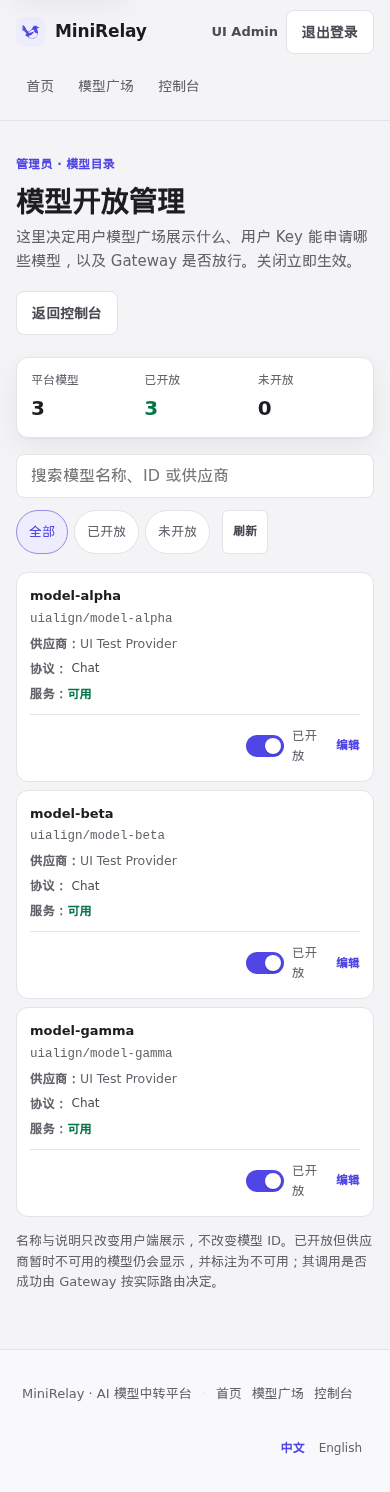 MiniRelay
UI Admin
退出登录
首页 模型广场 控制台
管理员 · 模型目录
模型开放管理
这里决定用户模型广场展示什么、用户 Key 能申请哪
些模型，以及 Gateway 是否放行。关闭立即生效。
返回控制台
平台模型 已开放 未开放
3 3 0
搜索模型名称、ID 或供应商
全部 已开放 未开放 刷新
model-alpha
uialign/model-alpha
供应商：UI Test Provider
协议： Chat
服务：可用
已开
放
编辑
model-beta
uialign/model-beta
供应商：UI Test Provider
协议： Chat
服务：可用
已开
放
编辑
model-gamma
uialign/model-gamma
供应商：UI Test Provider
协议： Chat
服务：可用
已开
放
编辑
名称与说明只改变用户端展示，不改变模型 ID。已开放但供应
商暂时不可用的模型仍会显示，并标注为不可用；其调用是否
成功由 Gateway 按实际路由决定。
MiniRelay · AI 模型中转平台 · 首页 模型广场 控制台
中文 English